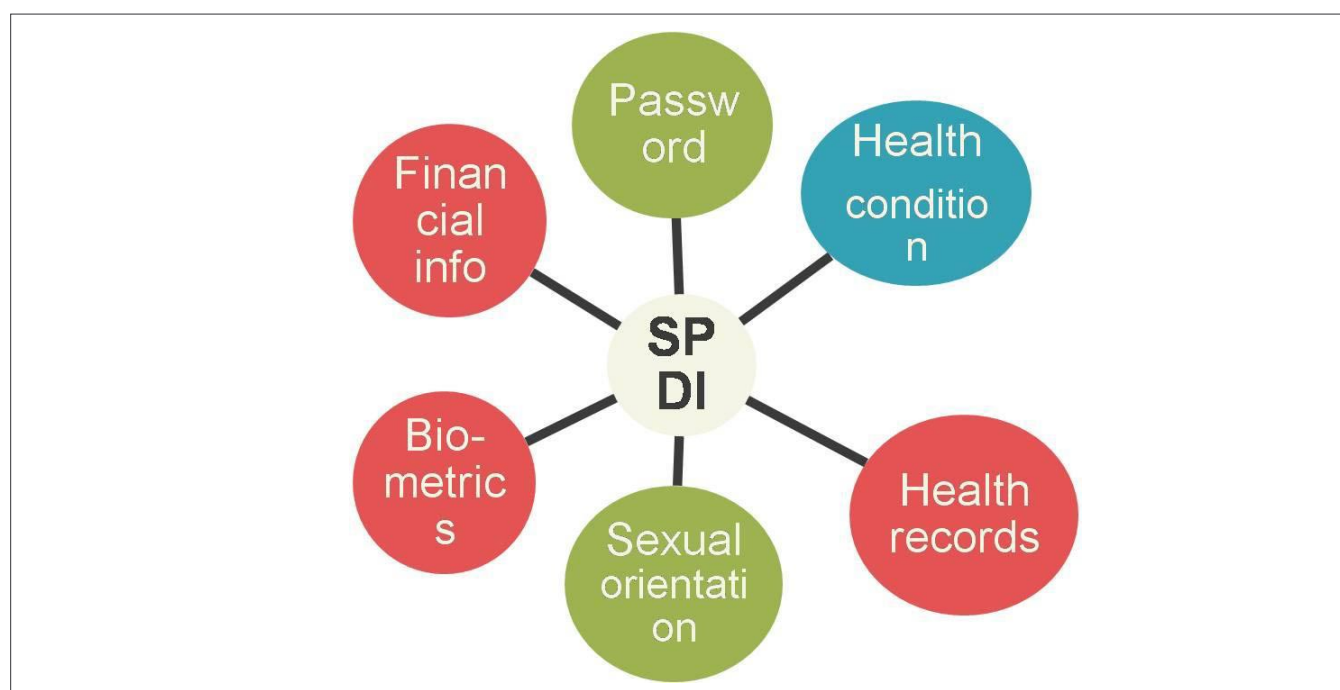 Passw
ord
Health
conditio
n
Finan
cial
info
SP
DI
Bio-
metric
s
Health
records
Sexual
orientati
on